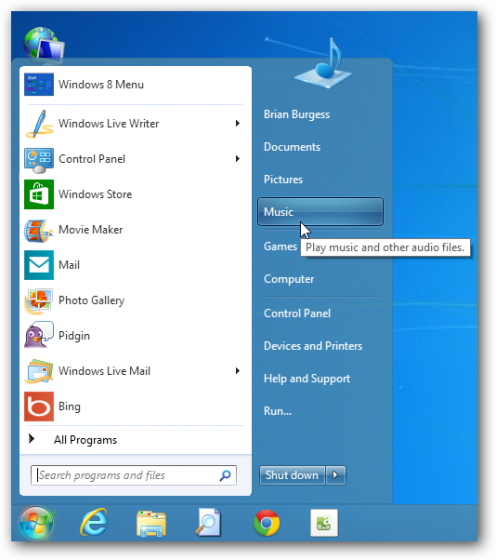 Windows 8 Menu
Windows Live Writer
Control Panel
Windows Store
Movie Maker
Mail
Photo Gallery
Pidgin
Windows Live Mail
Bing
All Programs
Search programs and files
Brian Burgess
Documents
Pictures
Music
Games
Play music and other audio files.
Computer
Control Panel
Devices and Printers
Help and Support
Run...
Shut down